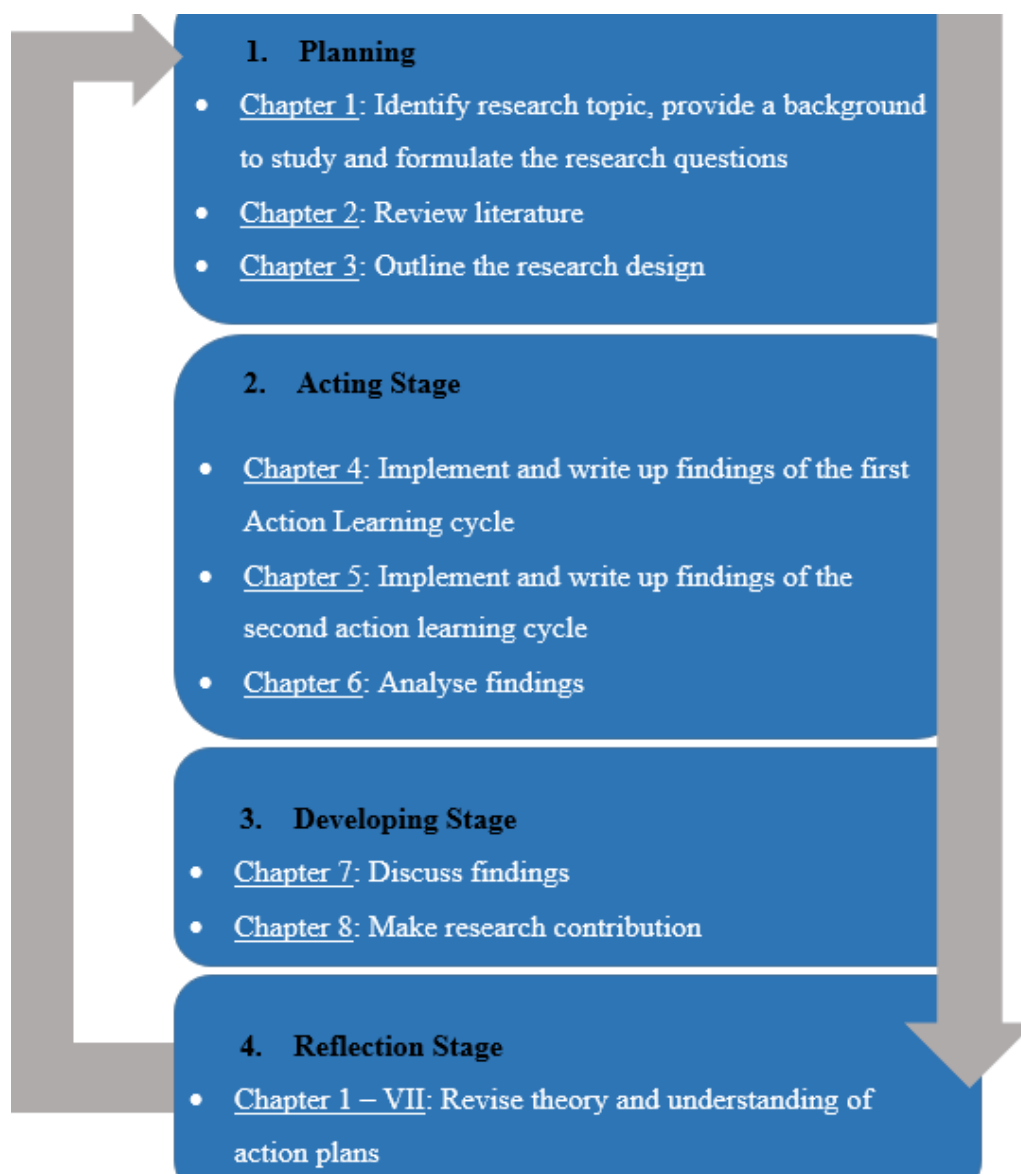 1. Planning
• Chapter 1: Identify research topic, provide a background
to study and formulate the research questions
• Chapter 2: Review literature
• Chapter 3: Outline the research design
2. Acting Stage
• Chapter 4: Implement and write up findings of the first
Action Learning cycle
• Chapter 5: Implement and write up findings of the
second action learning cycle
• Chapter 6: Analyse findings
3. Developing Stage
• Chapter 7: Discuss findings
• Chapter 8: Make research contribution
4. Reflection Stage
• Chapter 1 – VII: Revise theory and understanding of
action plans